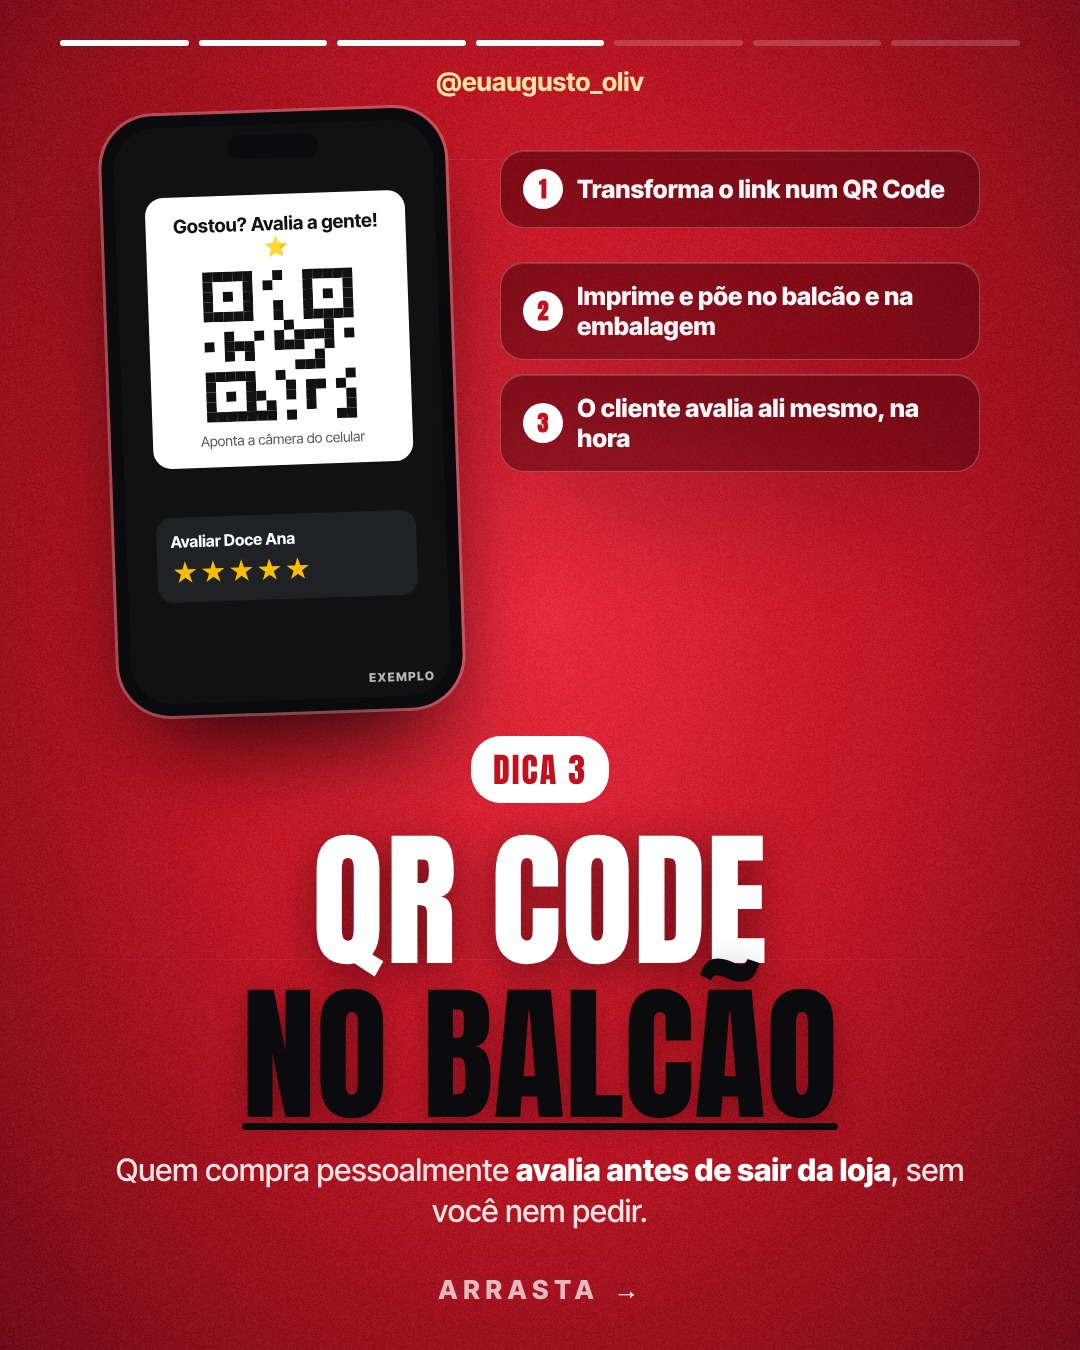 @euaugusto_oliv
Gostou? Avalia a gente!
Aponta a câmera do celular
Avaliar Doce Ana
EXEMPLO
1 Transforma o link num QR Code
2 Imprime e põe no balcão e na
embalagem
3 O cliente avalia ali mesmo, na
hora
DICA 3
QR CODE
NO BALCÃO
Quem compra pessoalmente avalia antes de sair da loja, sem
você nem pedir.
ARRASTA →